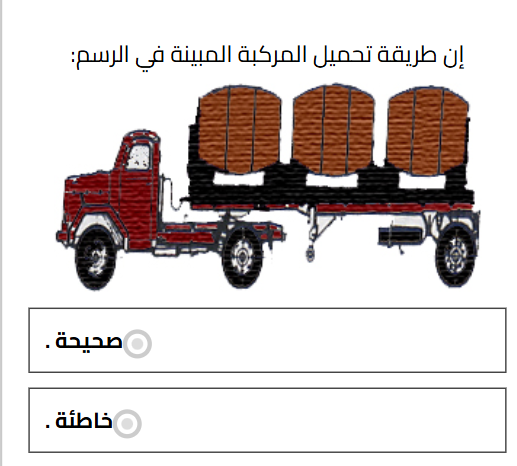 إن طريقة تحميل المركبة المبينة في الرسم:
صحيحة .
خاطئة .